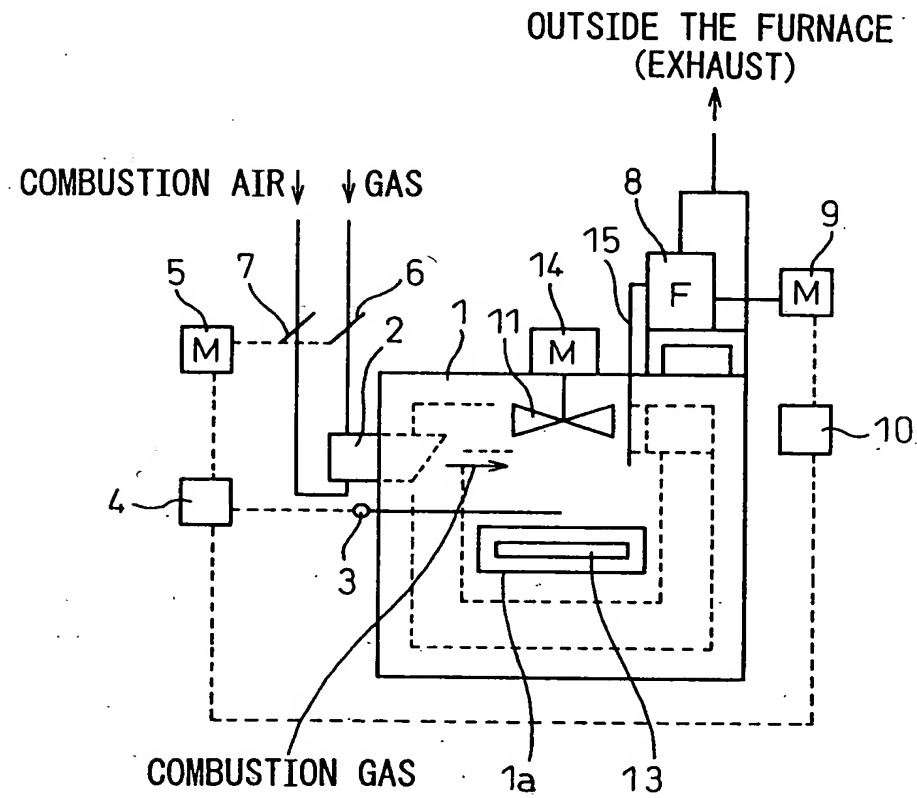 OUTSIDE THE FURNACE
(EXHAUST)
COMBUSTION AIR
GAS
8
9
15
5
7
6
14
F
M
1
11
M
2
M
4
10
3
COMBUSTION GAS
1a
13